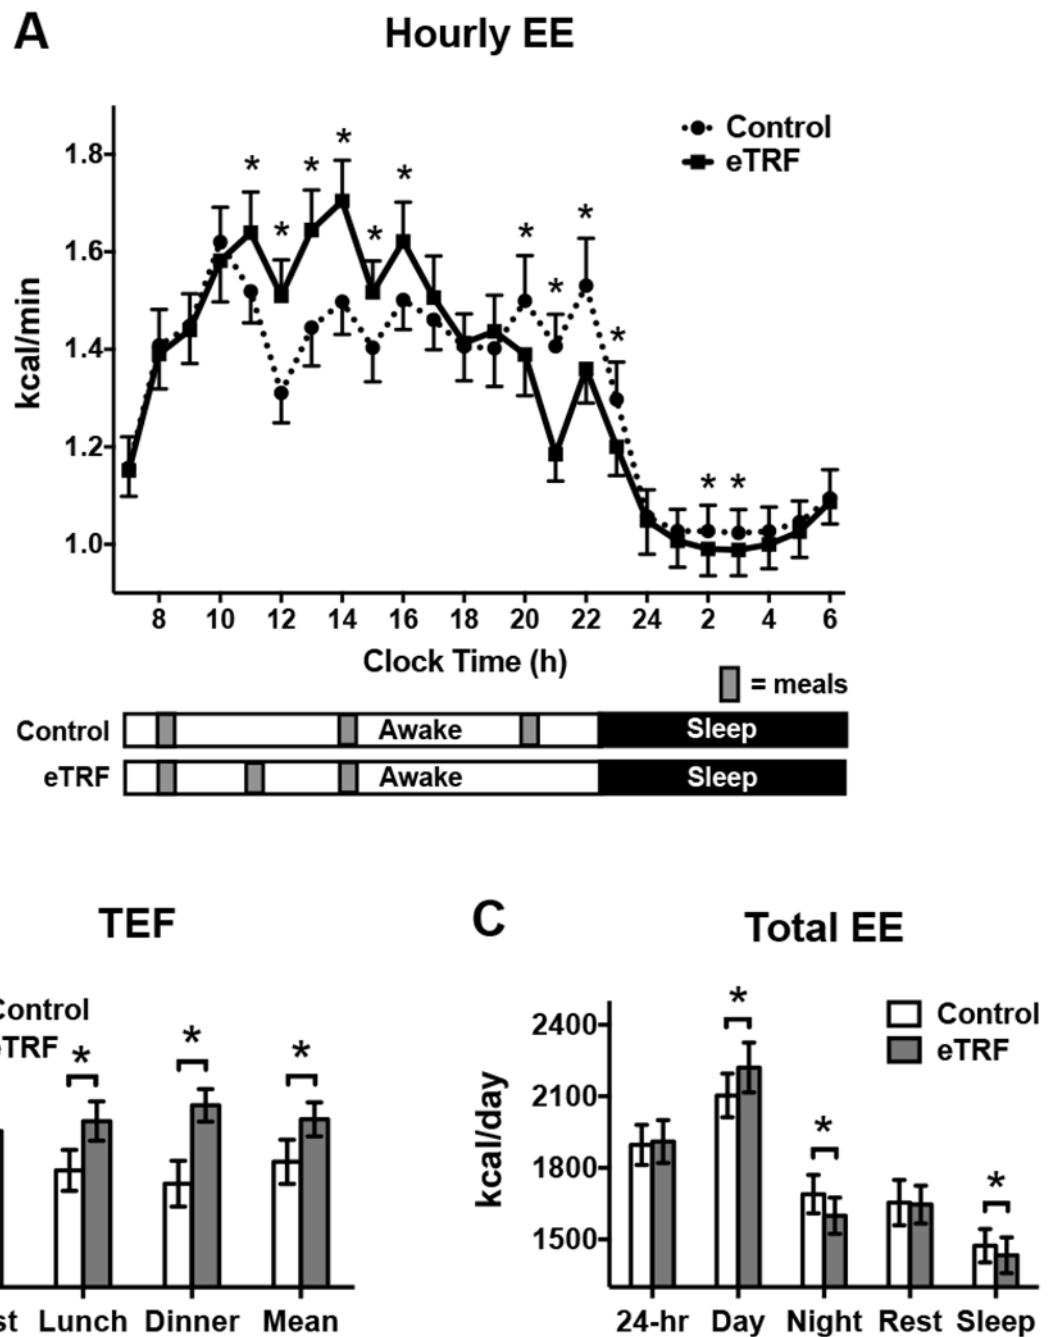 A
Hourly EE
Control
eTRF
kcal/min
1.8
1.6
1.4
1.2
1.0
* * * * * * * * * * * *
8 10 12 14 16 18 20 22 24 2 4 6
Clock Time (h)
= meals
Control Awake Sleep
eTRF Awake Sleep
TEF
Control
eTRF
* * *
Lunch Dinner Mean
C
Total EE
Control
eTRF
kcal/day
2400
2100
1800
1500
* * *
24-hr Day Night Rest Sleep